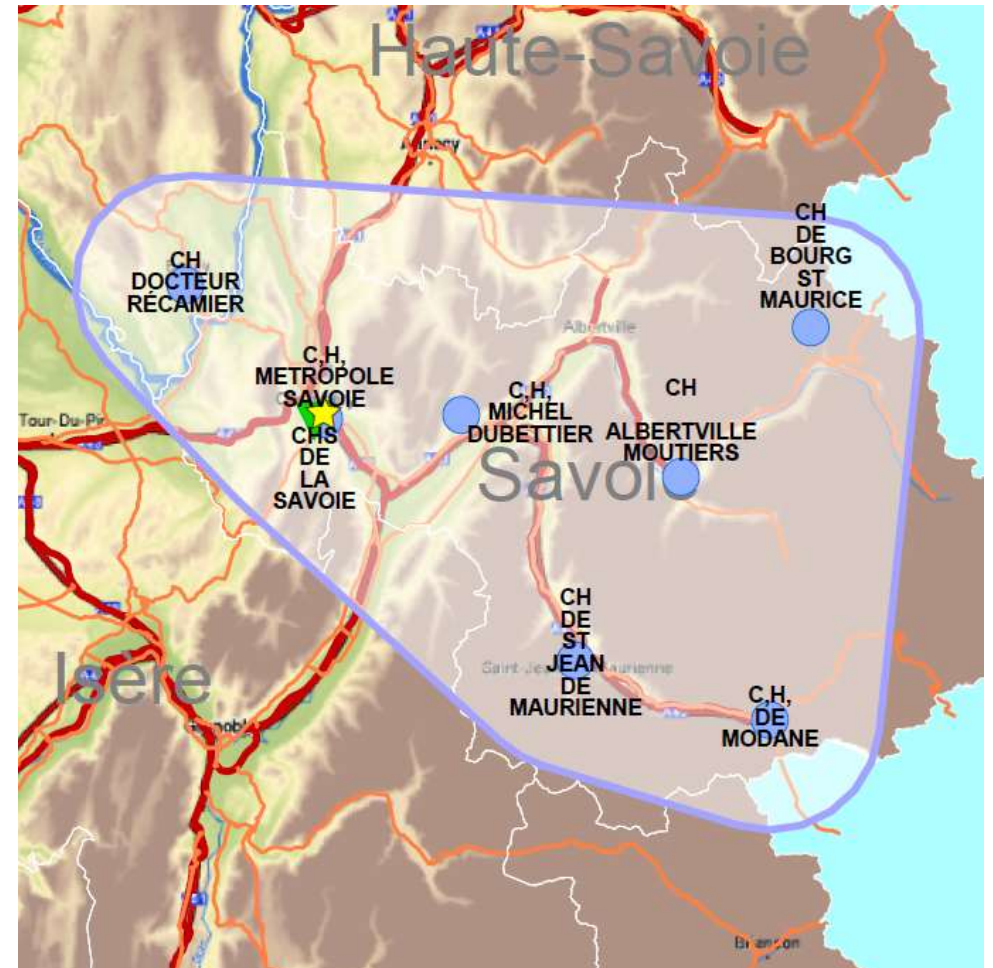 Haute-Savoie
Annecy
CH
DOCTEUR
RÉCAMIER
CH
DE
BOURG
ST
MAURICE
Albertville
C,H,
METROPOLE
SAVOIE
CHS
DE
LA
SAVOIE
C,H,
MICHEL
DUBETTIER
CH
ALBERTVILLE
MOUTIERS
Tour-Du-Pin
Savoie
CH
DE
ST
JEAN
DE
MAURIENNE
C,H,
DE
MODANE
Isère
Briançon